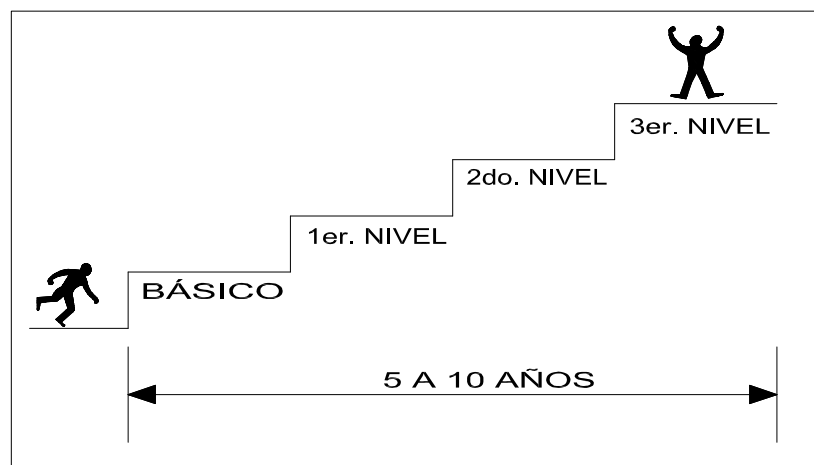 3er. NIVEL
2do. NIVEL
1er. NIVEL
BÁSICO
5 A 10 AÑOS